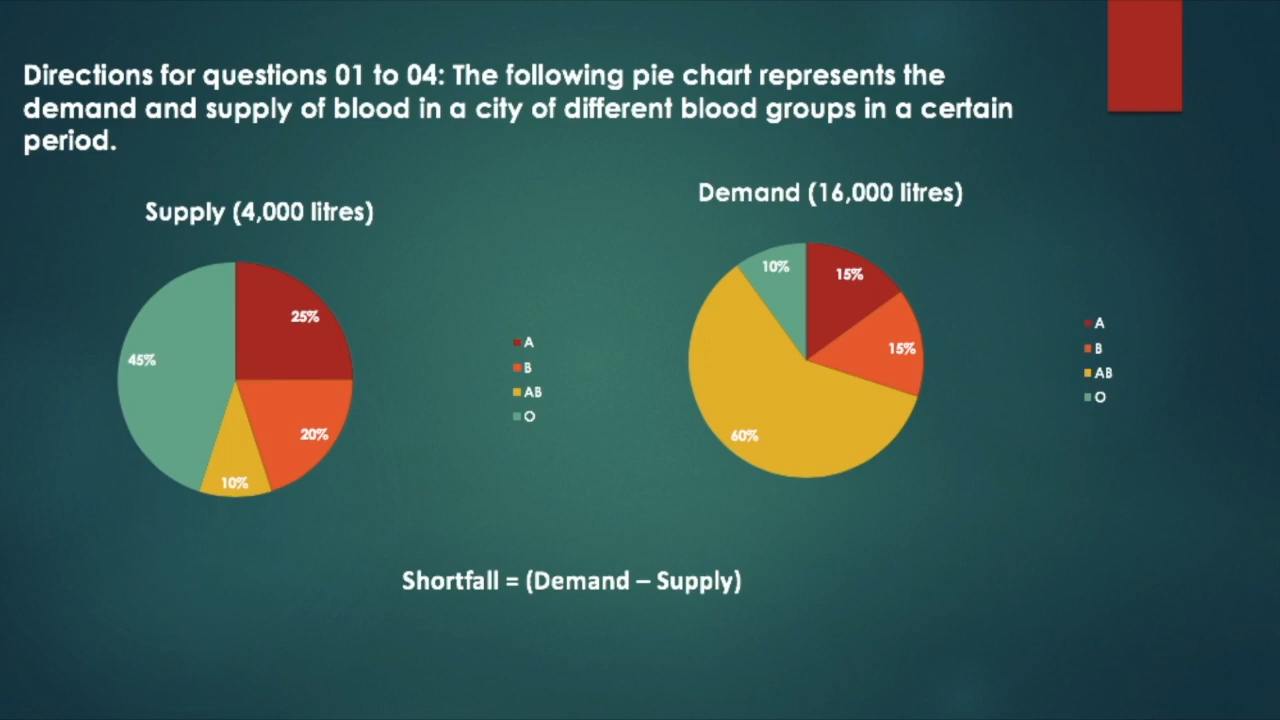 Directions for questions 01 to 04: The following pie chart represents the
demand and supply of blood in a city of different blood groups in a certain
period.
Supply (4,000 litres)
25%
20%
10%
45%
A
B
AB
O
Demand (16,000 litres)
15%
15%
60%
10%
A
B
AB
O
Shortfall = (Demand – Supply)